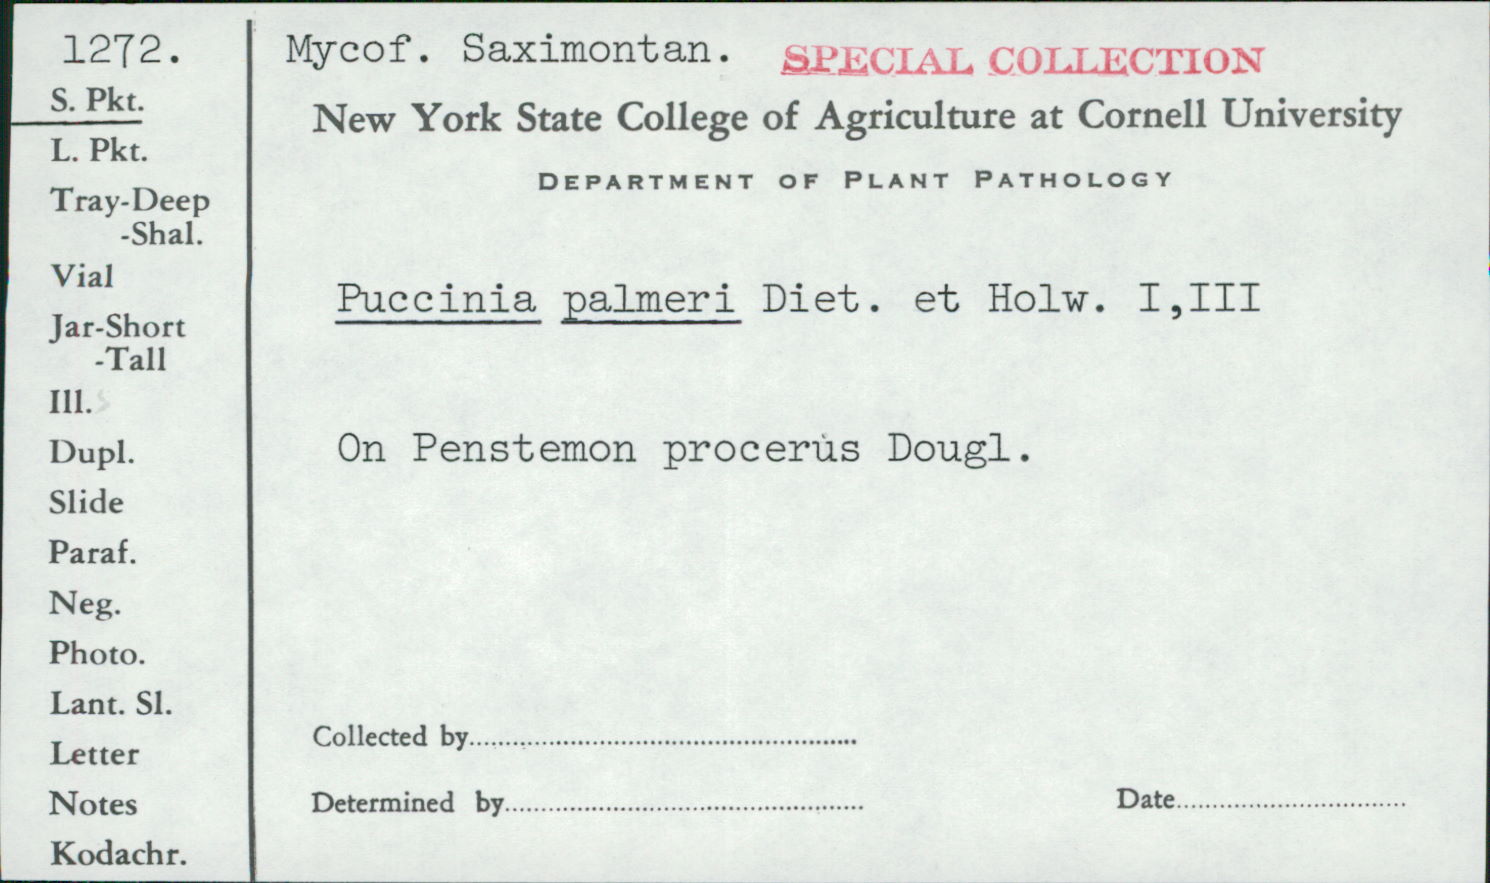 1272.
S. Pkt.
L. Pkt.
Tray-Deep
-Shal.
Vial
Jar-Short
-Tall
Ill.
Dupl.
Slide
Paraf.
Neg.
Photo.
Lant. Sl.
Letter
Notes
Kodachr.
Mycof. Saximontan. SPECIAL COLLECTION
New York State College of Agriculture at Cornell University
DEPARTMENT OF PLANT PATHOLOGY
Puccinia palmeri Diet. et Holw. I,III
On Penstemon procerus Dougl.
Collected by
Determined by
Date